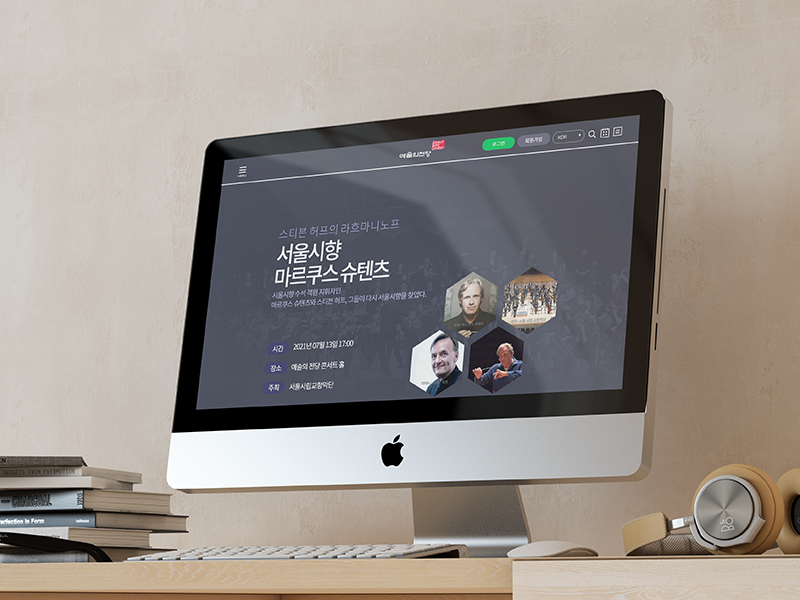 예술의전당
로그인
회원가입
KOR
스티븐 허프의 라흐마니노프
서울시향
마르쿠스 슈텐츠
서울시향 수석 객원 지휘자인
마르쿠스 슈텐츠와 스티븐 허프, 그들이 다시 서울시향을 찾았다.
시간 2021년 07월 13일 17:00
장소 예술의 전당 콘서트 홀
주최 서울시립교향악단
Perfection in Form
B&O